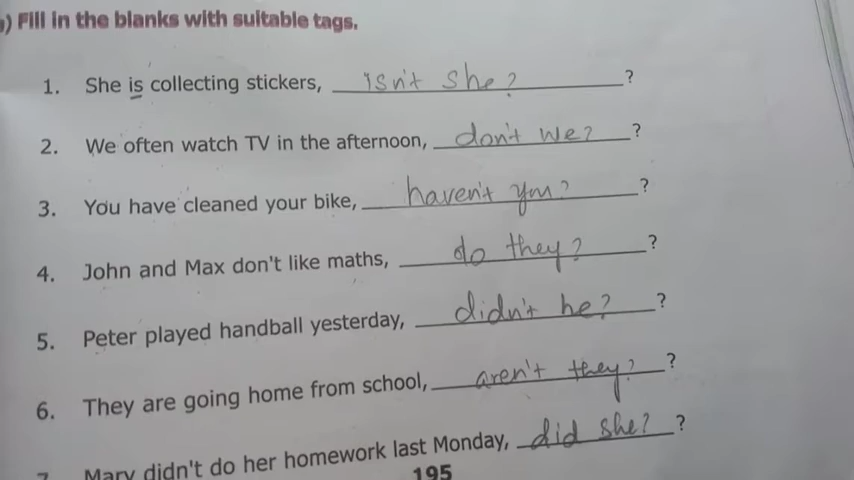 ) Fill in the blanks with suitable tags.
1. She is collecting stickers, isn't she? ?
2. We often watch TV in the afternoon, don't we? ?
3. You have cleaned your bike, haven't you? ?
4. John and Max don't like maths, do they? ?
5. Peter played handball yesterday, didn't he? ?
6. They are going home from school, aren't they? ?
7. Mary didn't do her homework last Monday, did she? ?
195